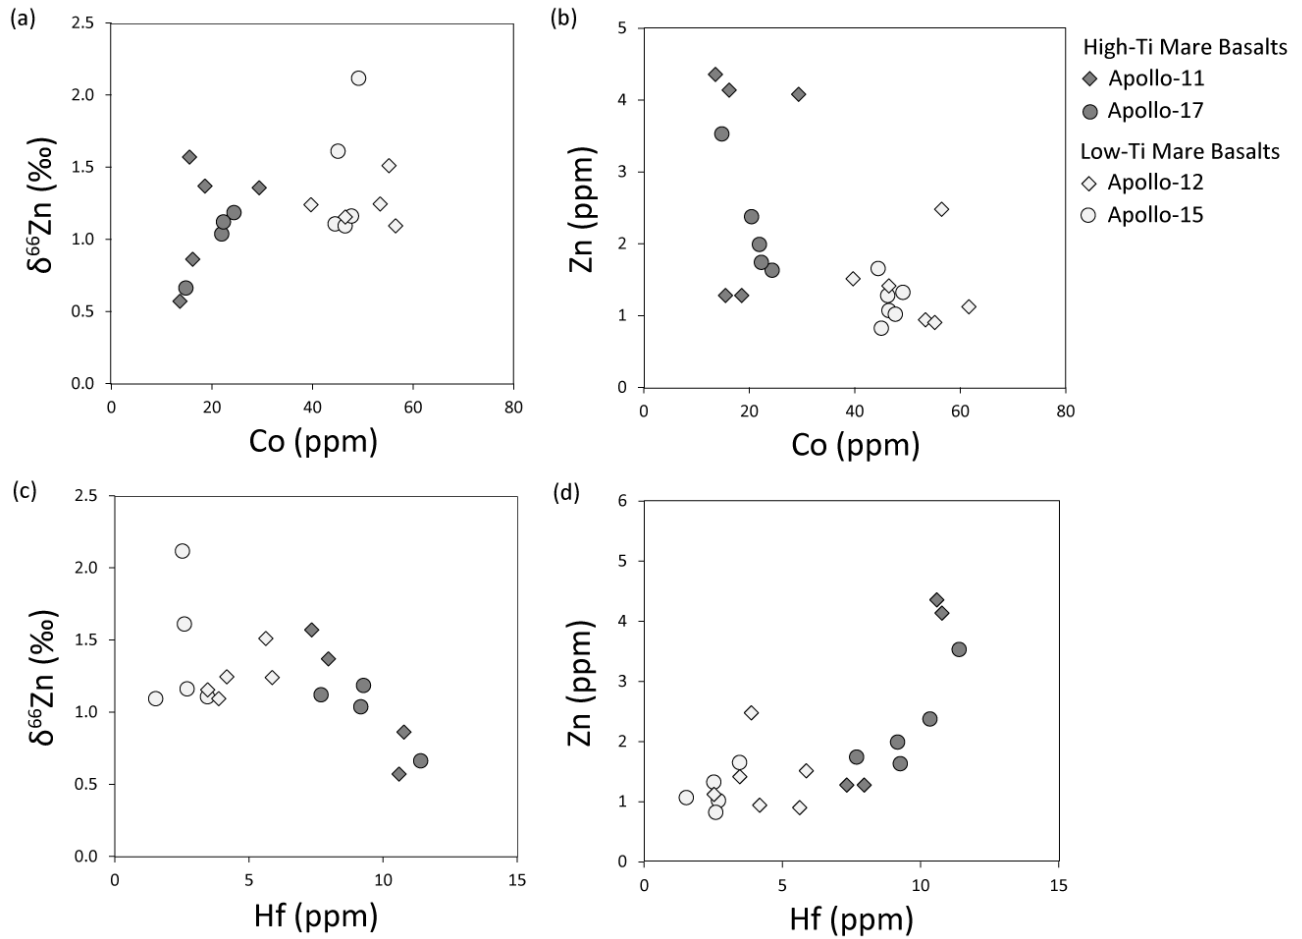 (a)
2.5
2.0
1.5
1.0
0.5
0.0
δ⁶⁶Zn (‰)
0 20 40 60 80
Co (ppm)
(b)
5
4
3
2
1
0
Zn (ppm)
0 20 40 60 80
Co (ppm)
High-Ti Mare Basalts
Apollo-11
Apollo-17
Low-Ti Mare Basalts
Apollo-12
Apollo-15
(c)
2.5
2.0
1.5
1.0
0.5
0.0
δ⁶⁶Zn (‰)
0 5 10 15
Hf (ppm)
(d)
6
5
4
3
2
1
0
Zn (ppm)
0 5 10 15
Hf (ppm)